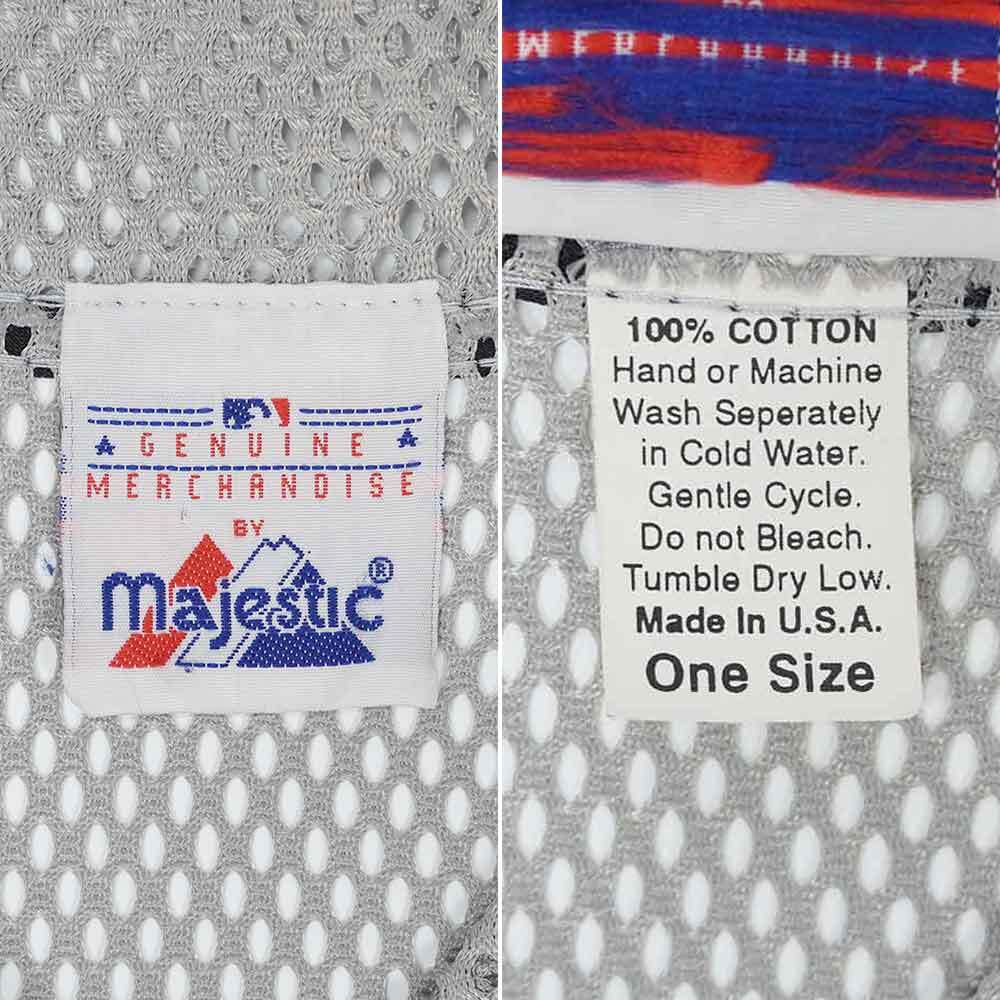 GENUINE
MERCHANDISE
BY
Majestic®
MERCHANDISE
100% COTTON
Hand or Machine
Wash Seperately
in Cold Water.
Gentle Cycle.
Do not Bleach.
Tumble Dry Low.
Made In U.S.A.
One Size